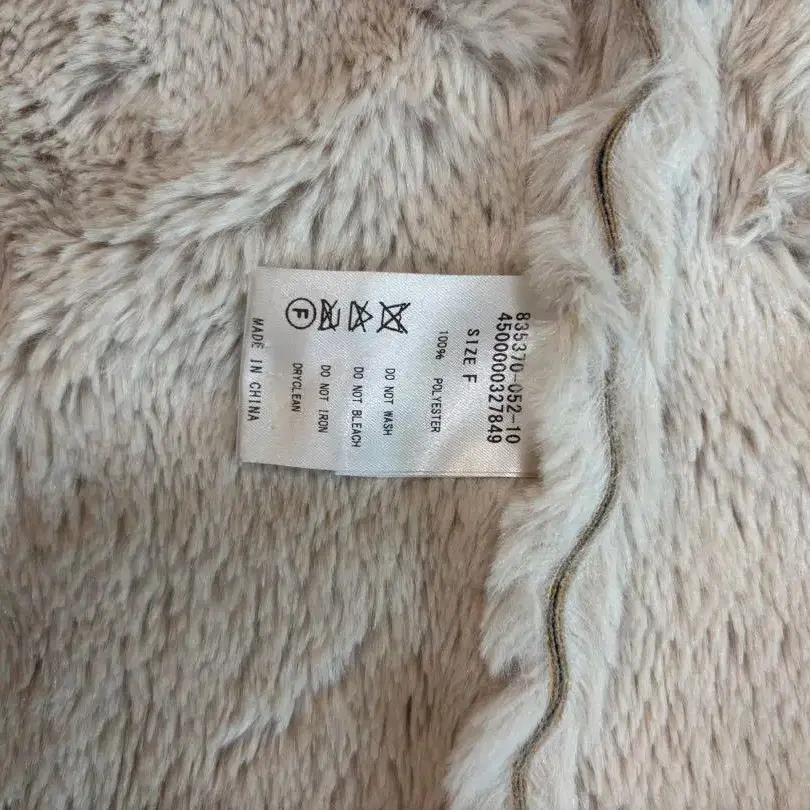 835370-052-10
4500000327849
SIZE F
100% POLYESTER
DO NOT WASH
DO NOT BLEACH
DO NOT IRON
F
DRYCLEAN
MADE IN CHINA